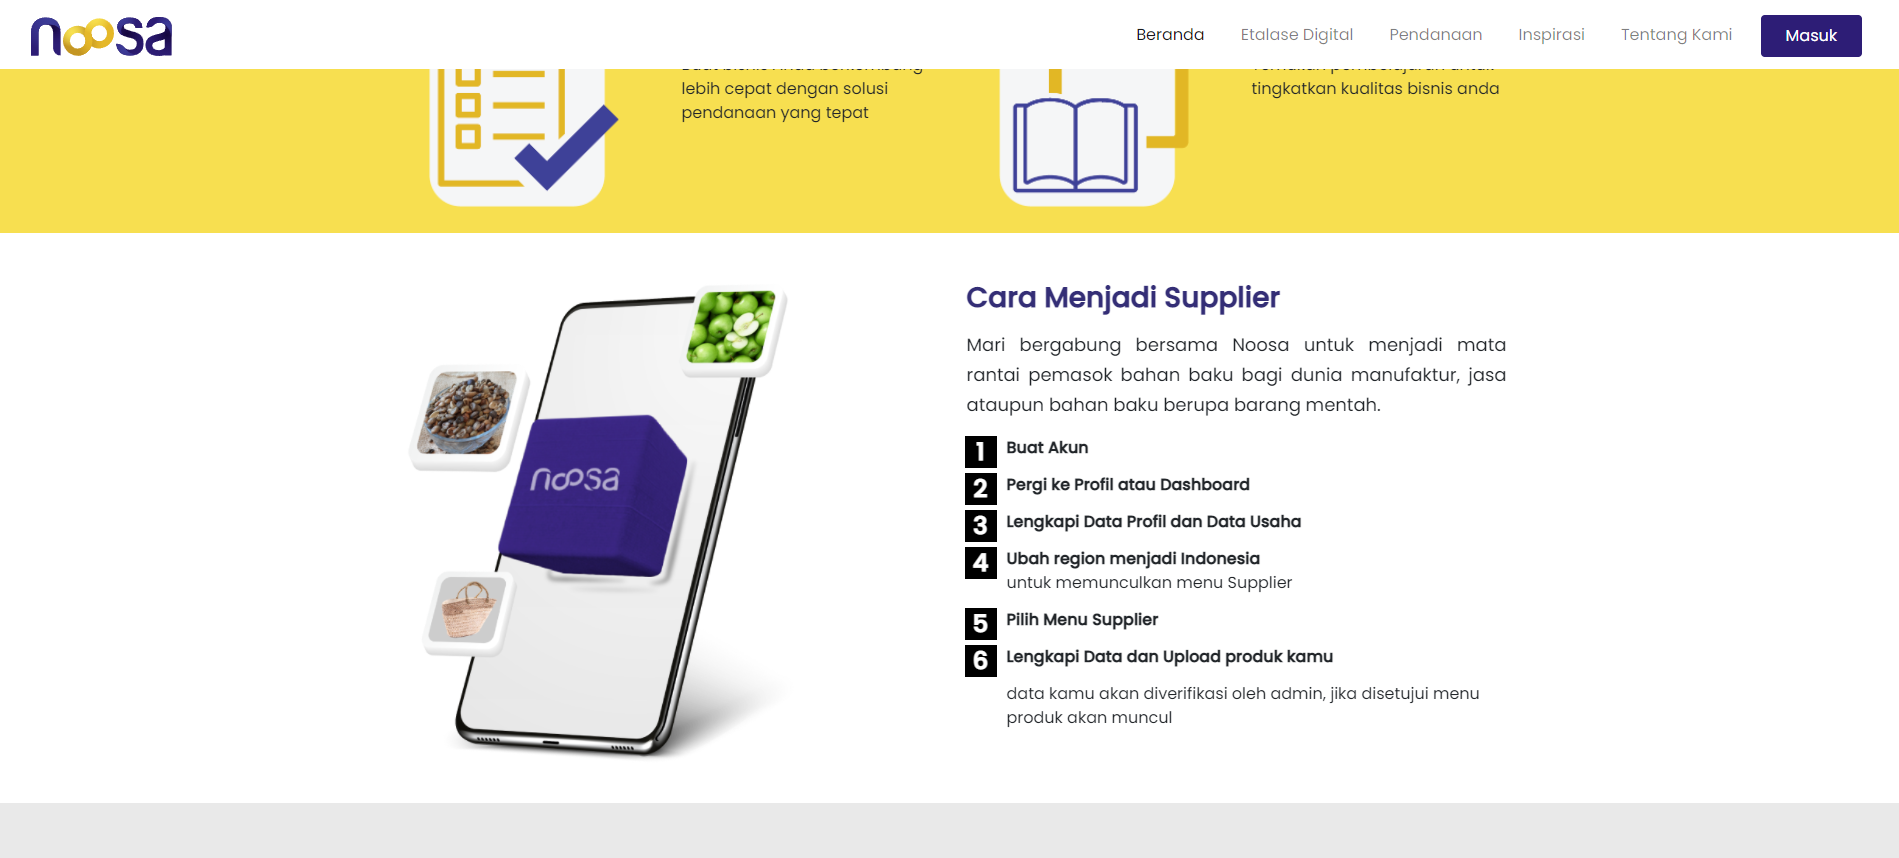 noosa
Beranda
Etalase Digital
Pendanaan
Inspirasi
Tentang Kami
Masuk
lebih cepat dengan solusi
pendanaan yang tepat
tingkatkan kualitas bisnis anda
noosa
Cara Menjadi Supplier
Mari bergabung bersama Noosa untuk menjadi mata
rantai pemasok bahan baku bagi dunia manufaktur, jasa
ataupun bahan baku berupa barang mentah.
1 Buat Akun
2 Pergi ke Profil atau Dashboard
3 Lengkapi Data Profil dan Data Usaha
4 Ubah region menjadi Indonesia
untuk memunculkan menu Supplier
5 Pilih Menu Supplier
6 Lengkapi Data dan Upload produk kamu
data kamu akan diverifikasi oleh admin, jika disetujui menu
produk akan muncul